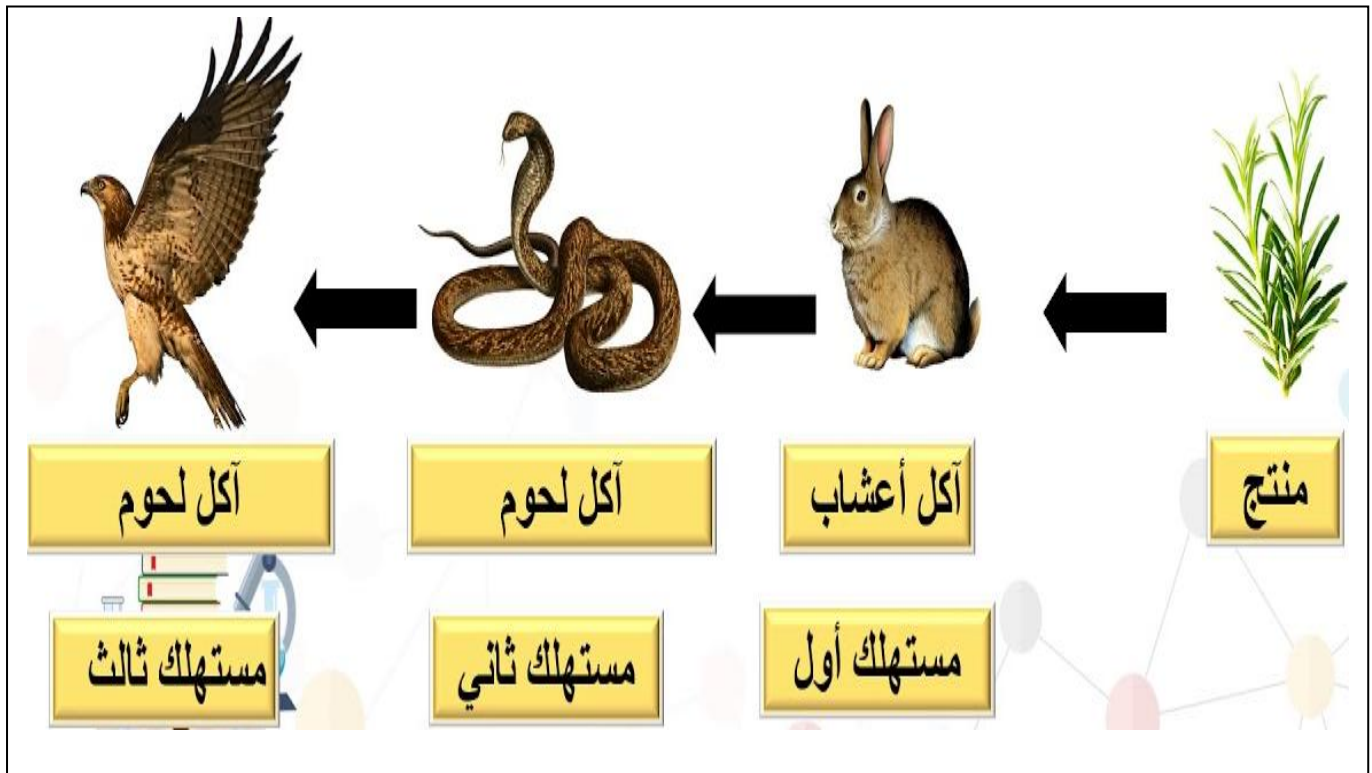 منتج
آكل أعشاب
آكل لحوم
آكل لحوم
مستهلك أول
مستهلك ثاني
مستهلك ثالث